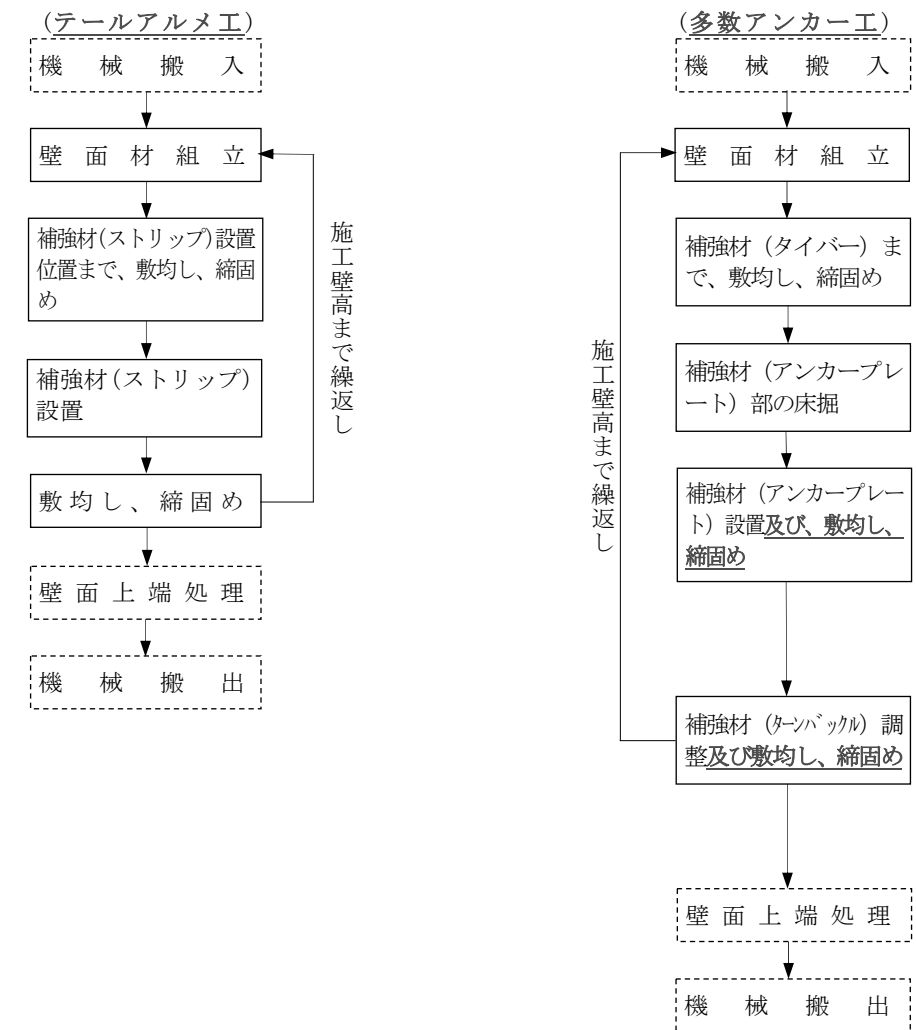 (テールアルメ工)
機械搬入
壁面材組立
補強材(ストリップ)設置
位置まで、敷均し、締固
め
補強材(ストリップ)
設置
敷均し、締固め
壁面上端処理
機械搬出
施工壁高まで繰返し
(多数アンカー工)
機械搬入
壁面材組立
補強材（タイバー）ま
で、敷均し、締固め
補強材（アンカープレ
ート）部の床掘
補強材（アンカープレー
ト）設置及び、敷均し、
締固め
補強材（ﾀｰﾝﾊﾞｯｸﾙ）調
整及び敷均し、締固め
壁面上端処理
機械搬出
施工壁高まで繰返し